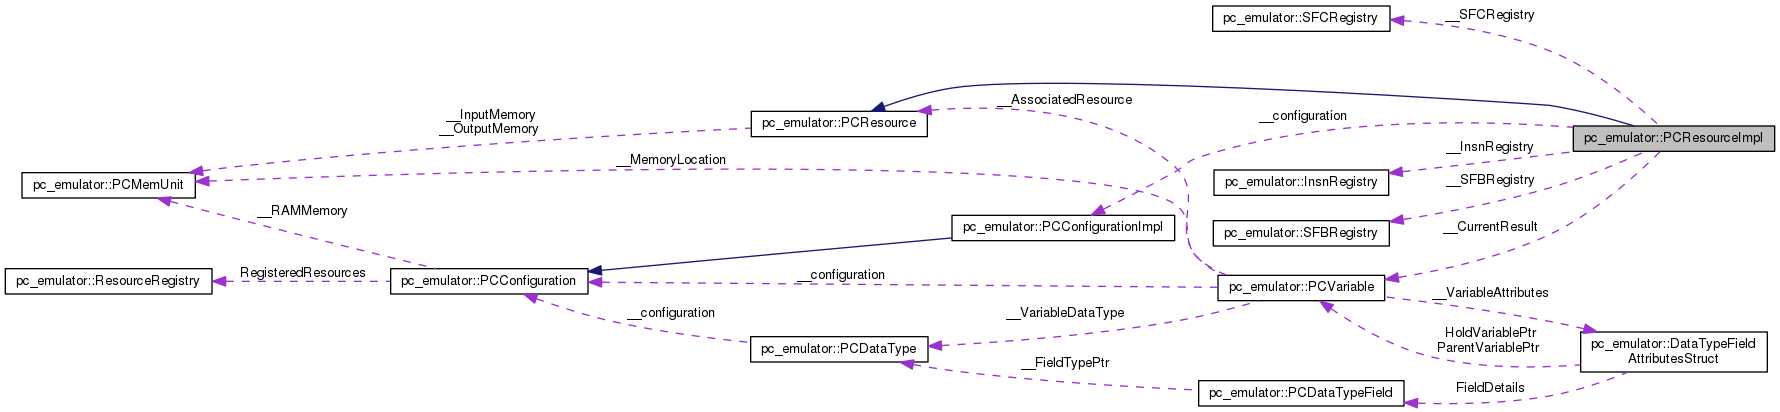 pc_emulator::SFCRegistry
__SFCRegistry
__AssociatedResource
__InputMemory
__OutputMemory
pc_emulator::PCResource
__configuration
pc_emulator::PCResourceImpl
__InsnRegistry
__MemoryLocation
pc_emulator::PCMemUnit
pc_emulator::InsnRegistry
__SFBRegistry
__RAMMemory
pc_emulator::PCConfigurationImpl
pc_emulator::SFBRegistry
__CurrentResult
RegisteredResources
__configuration
pc_emulator::ResourceRegistry
pc_emulator::PCConfiguration
pc_emulator::PCVariable
__VariableAttributes
__configuration
__VariableDataType
HoldVariablePtr
ParentVariablePtr
pc_emulator::DataTypeField
AttributesStruct
pc_emulator::PCDataType
__FieldTypePtr
FieldDetails
pc_emulator::PCDataTypeField